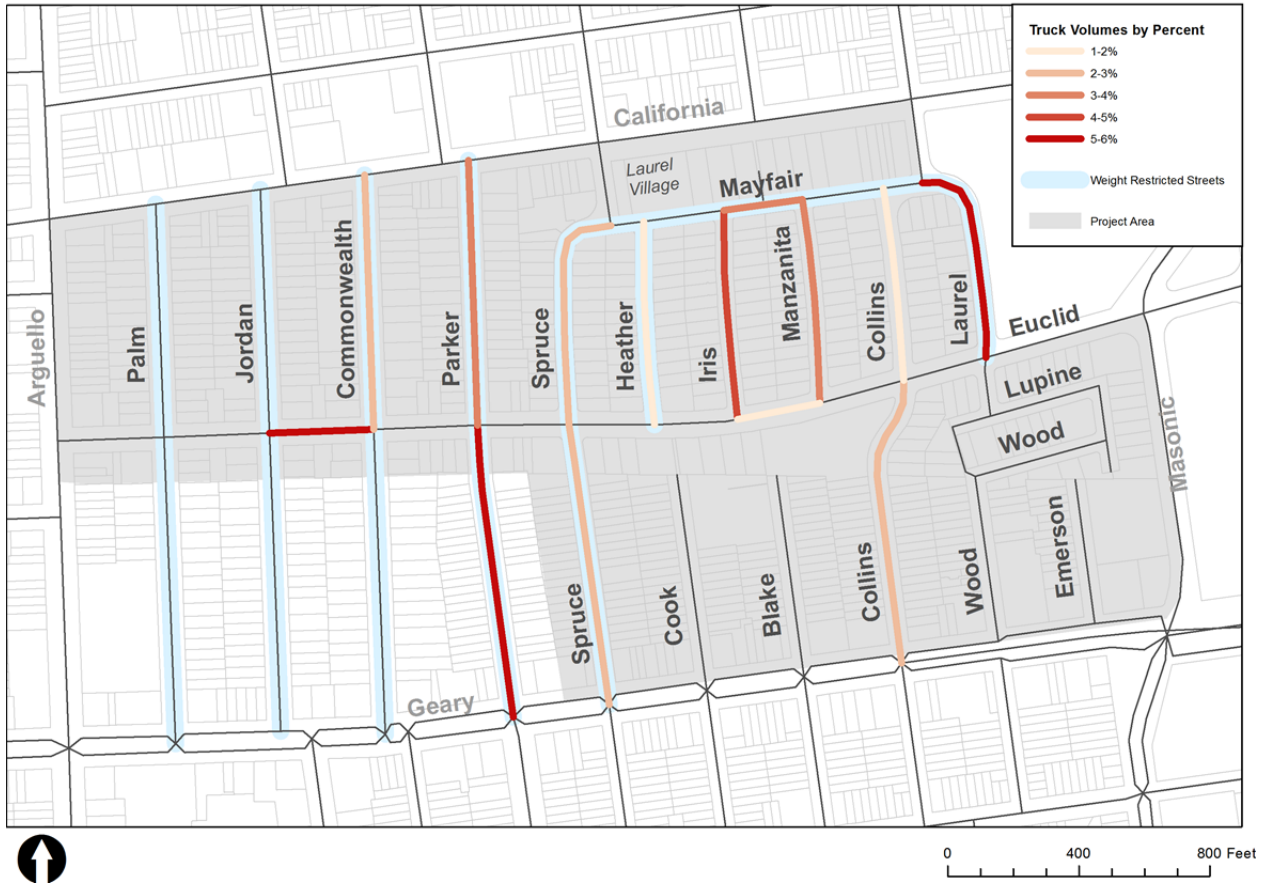 Truck Volumes by Percent
1-2%
2-3%
3-4%
4-5%
5-6%
Weight Restricted Streets
Project Area
California
Laurel
Village
Mayfair
Arguello
Palm
Jordan
Commonwealth
Parker
Spruce
Heather
Iris
Manzanita
Collins
Laurel
Euclid
Lupine
Wood
Masonic
Spruce
Cook
Blake
Collins
Wood
Emerson
Geary
0 400 800 Feet